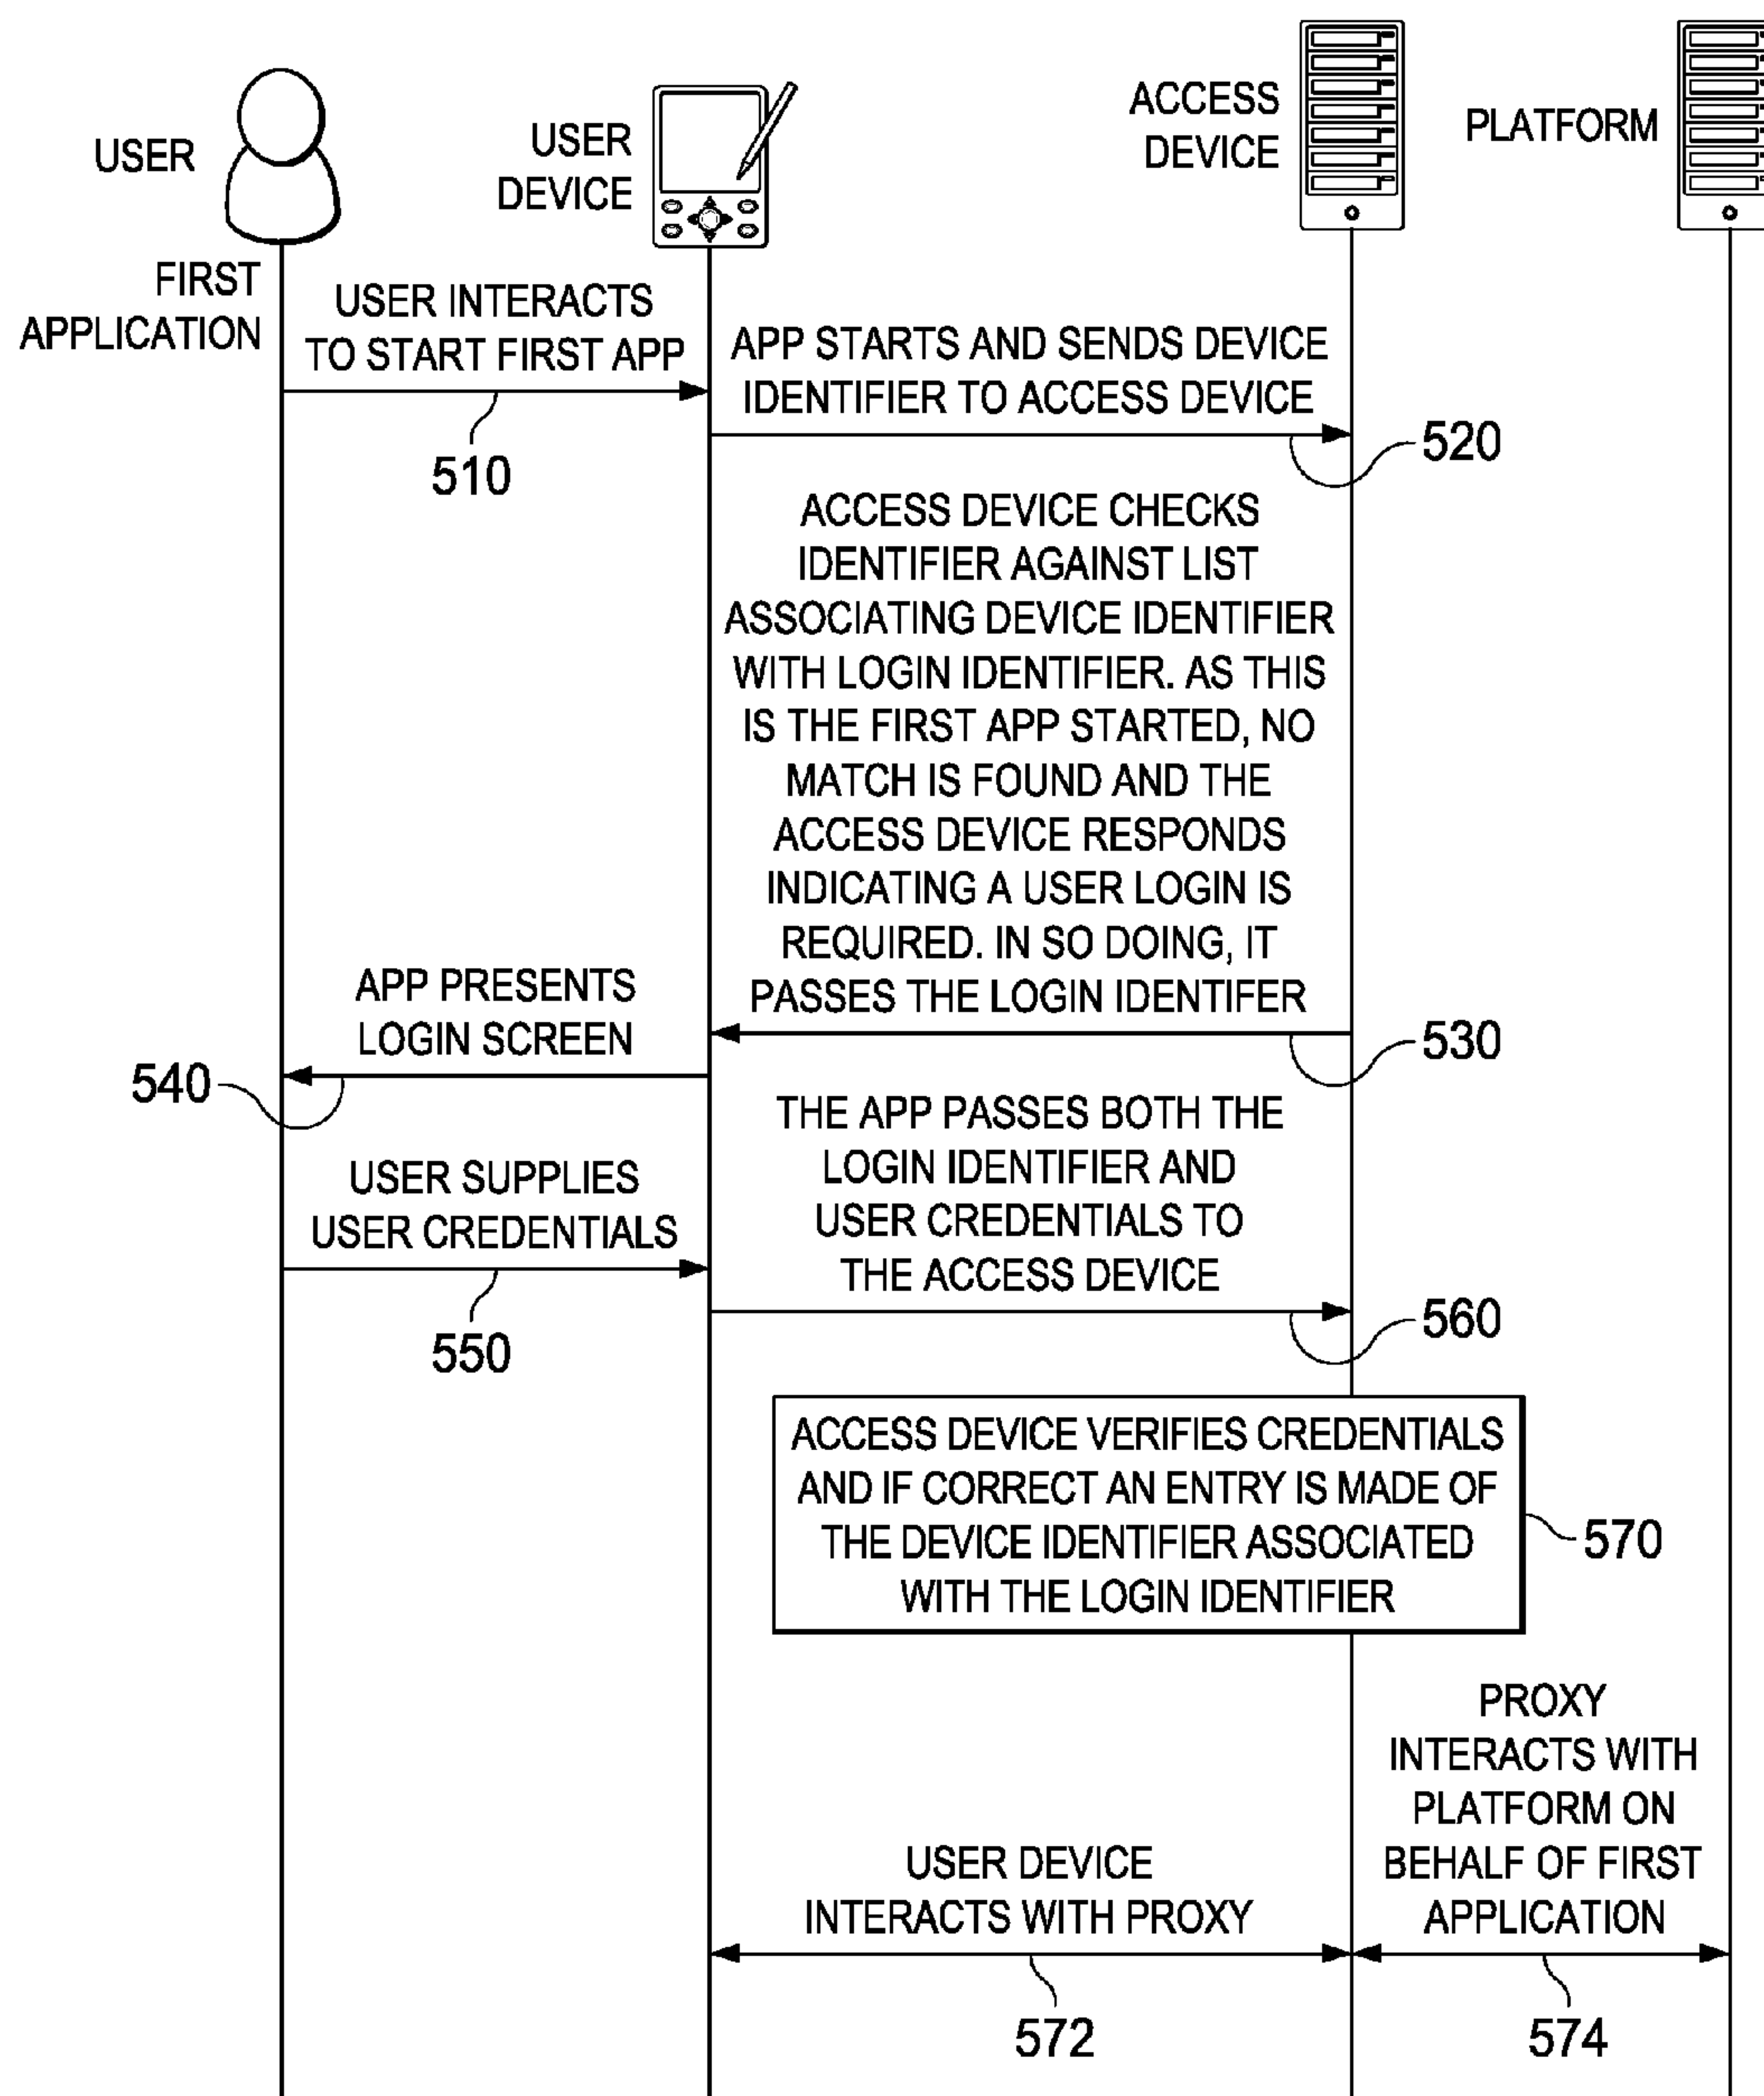 USER
USER
DEVICE
ACCESS
DEVICE
PLATFORM
FIRST
APPLICATION
USER INTERACTS
TO START FIRST APP
510
APP STARTS AND SENDS DEVICE
IDENTIFIER TO ACCESS DEVICE
520
ACCESS DEVICE CHECKS
IDENTIFIER AGAINST LIST
ASSOCIATING DEVICE IDENTIFIER
WITH LOGIN IDENTIFIER. AS THIS
IS THE FIRST APP STARTED, NO
MATCH IS FOUND AND THE
ACCESS DEVICE RESPONDS
INDICATING A USER LOGIN IS
REQUIRED. IN SO DOING, IT
PASSES THE LOGIN IDENTIFER
530
APP PRESENTS
LOGIN SCREEN
540
USER SUPPLIES
USER CREDENTIALS
550
THE APP PASSES BOTH THE
LOGIN IDENTIFIER AND
USER CREDENTIALS TO
THE ACCESS DEVICE
560
ACCESS DEVICE VERIFIES CREDENTIALS
AND IF CORRECT AN ENTRY IS MADE OF
THE DEVICE IDENTIFIER ASSOCIATED
WITH THE LOGIN IDENTIFIER
570
USER DEVICE
INTERACTS WITH PROXY
572
PROXY
INTERACTS WITH
PLATFORM ON
BEHALF OF FIRST
APPLICATION
574